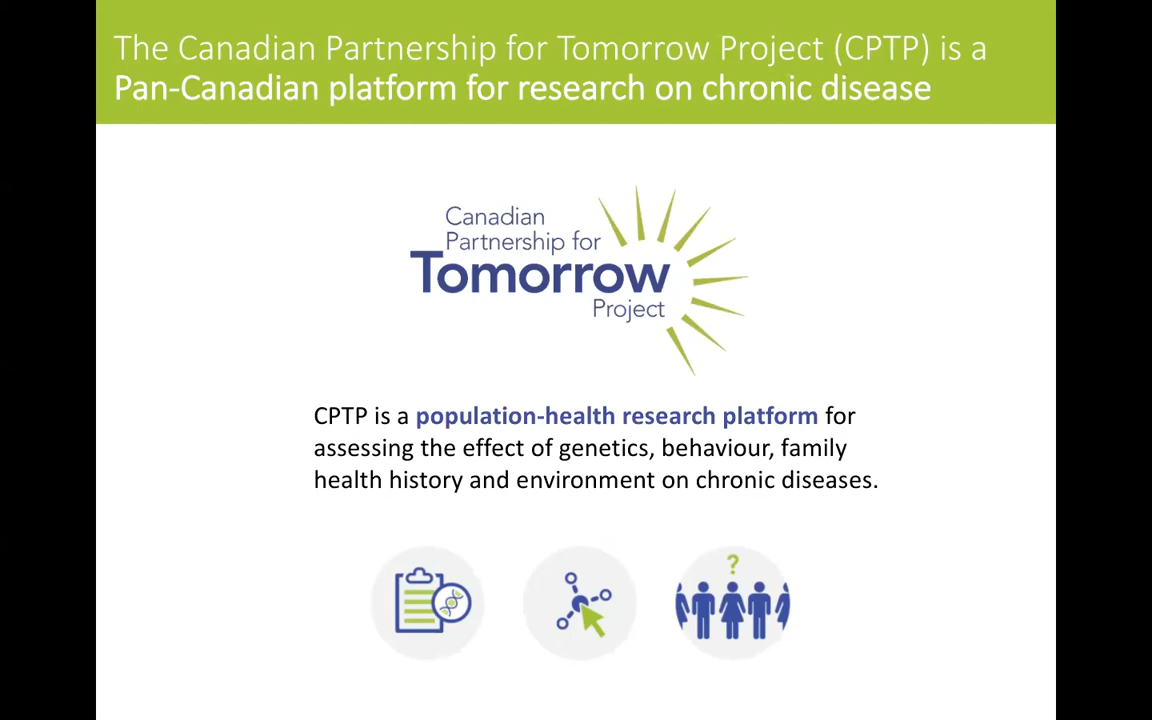 The Canadian Partnership for Tomorrow Project (CPTP) is a
Pan-Canadian platform for research on chronic disease
Canadian
Partnership for
Tomorrow
Project
CPTP is a population-health research platform for
assessing the effect of genetics, behaviour, family
health history and environment on chronic diseases.
?